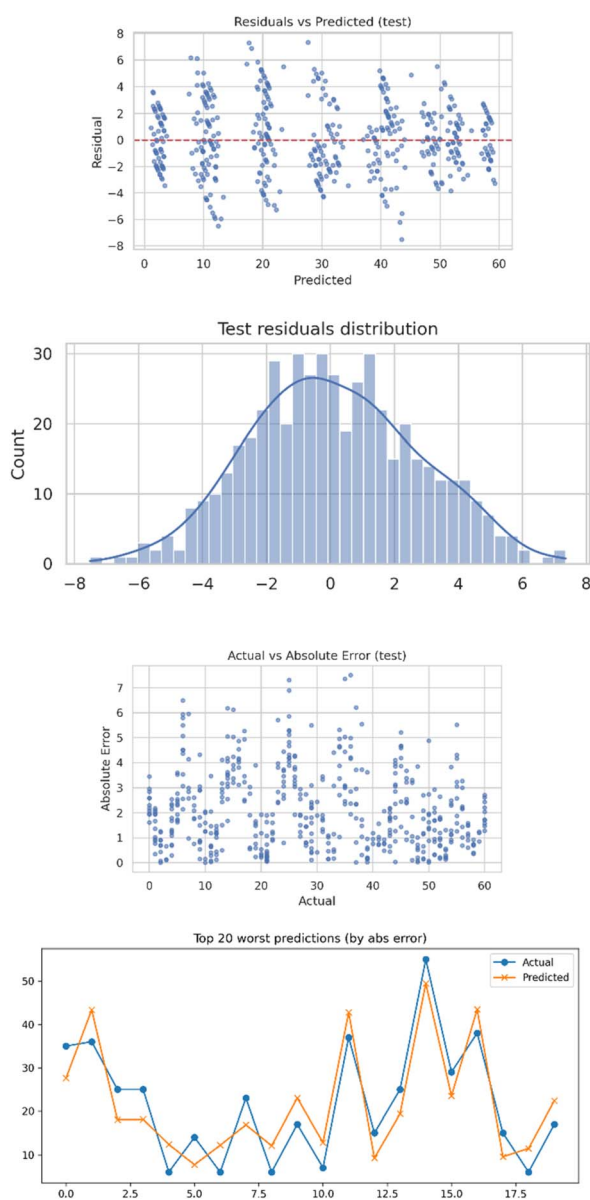 Residuals vs Predicted (test)
8
6
4
2
0
−2
−4
−6
−8
Residual
0 10 20 30 40 50 60
Predicted
Test residuals distribution
30
20
10
0
Count
−8 −6 −4 −2 0 2 4 6 8
Actual vs Absolute Error (test)
7
6
5
4
3
2
1
0
Absolute Error
0 10 20 30 40 50 60
Actual
Top 20 worst predictions (by abs error)
Actual
Predicted
50
40
30
20
10
0.0 2.5 5.0 7.5 10.0 12.5 15.0 17.5